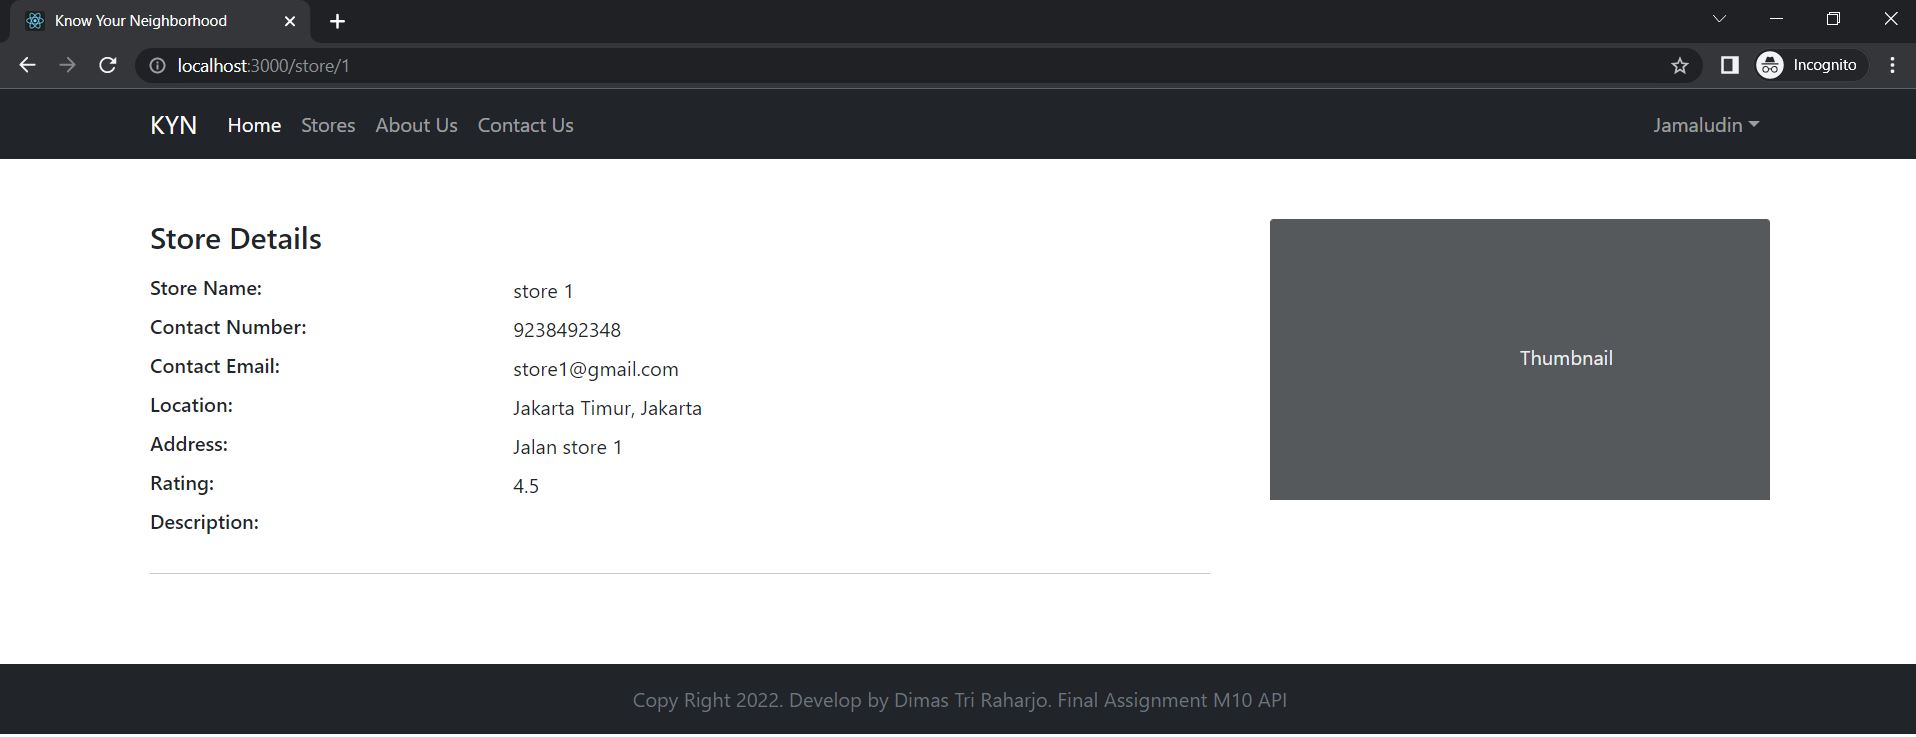 Know Your Neighborhood
localhost:3000/store/1
Incognito
KYN Home Stores About Us Contact Us Jamaludin
Store Details
Store Name: store 1
Contact Number: 9238492348
Contact Email: store1@gmail.com
Location: Jakarta Timur, Jakarta
Address: Jalan store 1
Rating: 4.5
Description:
Thumbnail
Copy Right 2022. Develop by Dimas Tri Raharjo. Final Assignment M10 API